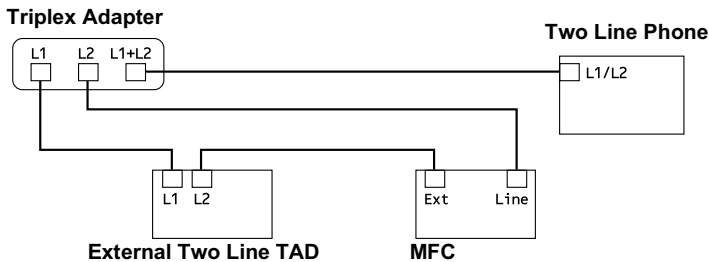 Triplex Adapter
Two Line Phone
L1 L2 L1+L2
L1/L2
L1 L2
Ext Line
External Two Line TAD
MFC